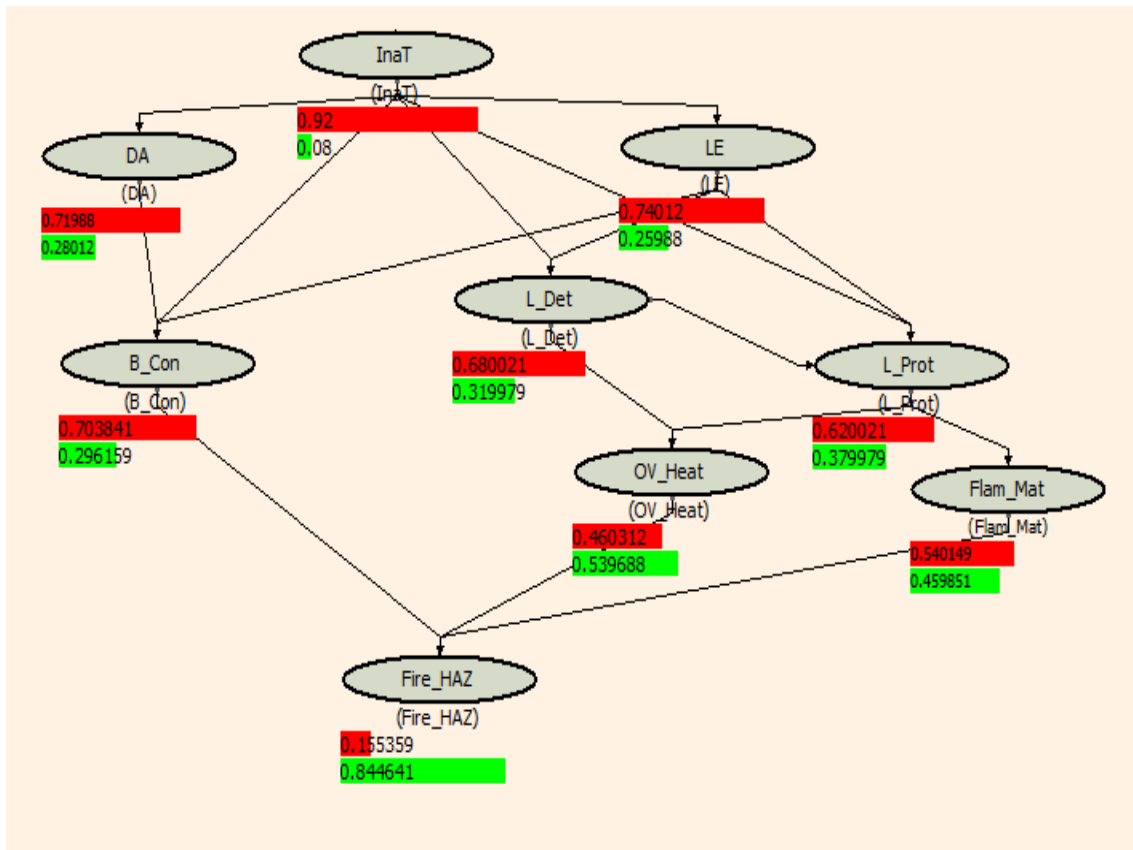 InaT
(InaT)
0.92
0.08
DA
(DA)
0.71988
0.28012
LE
(LE)
0.74012
0.25988
L_Det
(L_Det)
0.680021
0.319979
B_Con
(B_Con)
0.703841
0.296159
L_Prot
(L_Prot)
0.620021
0.379979
OV_Heat
(OV_Heat)
0.460312
0.539688
Flam_Mat
(Flam_Mat)
0.540149
0.459851
Fire_HAZ
(Fire_HAZ)
0.155359
0.844641